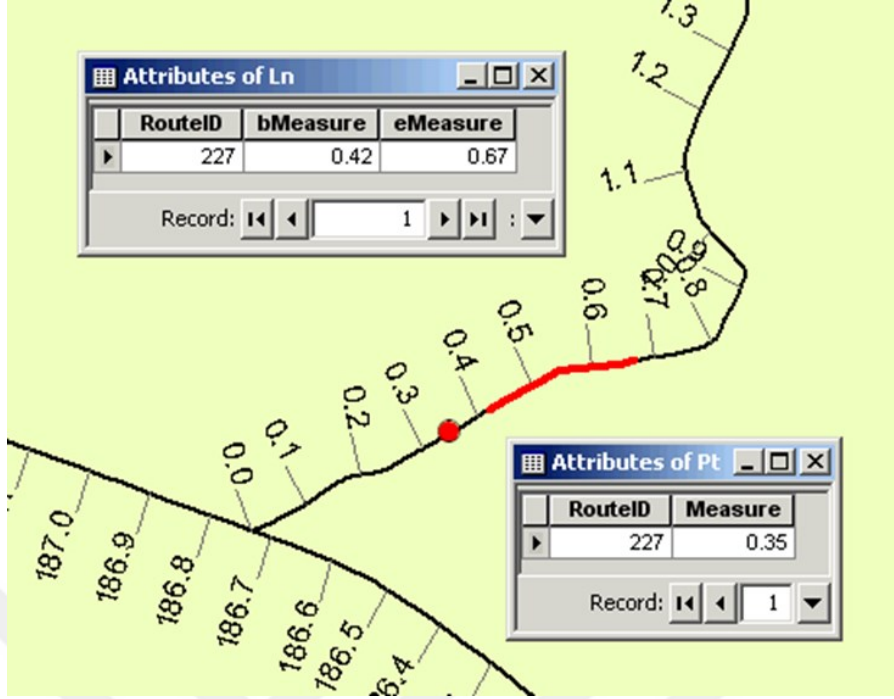 1.3
1.2
1.1
Attributes of Ln
RouteID bMeasure eMeasure
227 0.42 0.67
Record: 1 :
0.9
0.8
0.7
0.6
0.5
0.4
0.3
0.2
0.1
0.0
187.0
186.9
186.8
186.7
186.6
186.5
Attributes of Pt
RouteID Measure
227 0.35
Record: 1